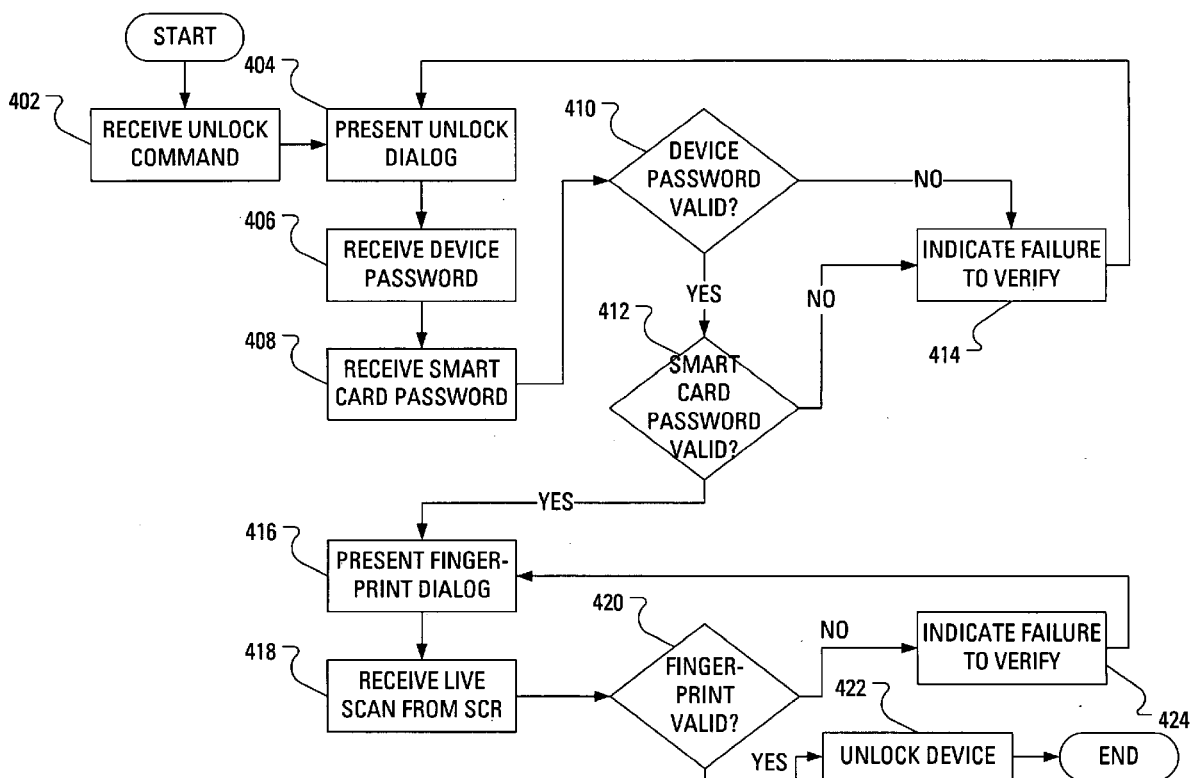 START
402
RECEIVE UNLOCK
COMMAND
404
PRESENT UNLOCK
DIALOG
406
RECEIVE DEVICE
PASSWORD
408
RECEIVE SMART
CARD PASSWORD
410
DEVICE
PASSWORD
VALID?
NO
YES
412
SMART
CARD
PASSWORD
VALID?
NO
INDICATE FAILURE
TO VERIFY
414
YES
416
PRESENT FINGER-
PRINT DIALOG
418
RECEIVE LIVE
SCAN FROM SCR
420
FINGER-
PRINT
VALID?
NO
INDICATE FAILURE
TO VERIFY
424
YES
422
UNLOCK DEVICE
END